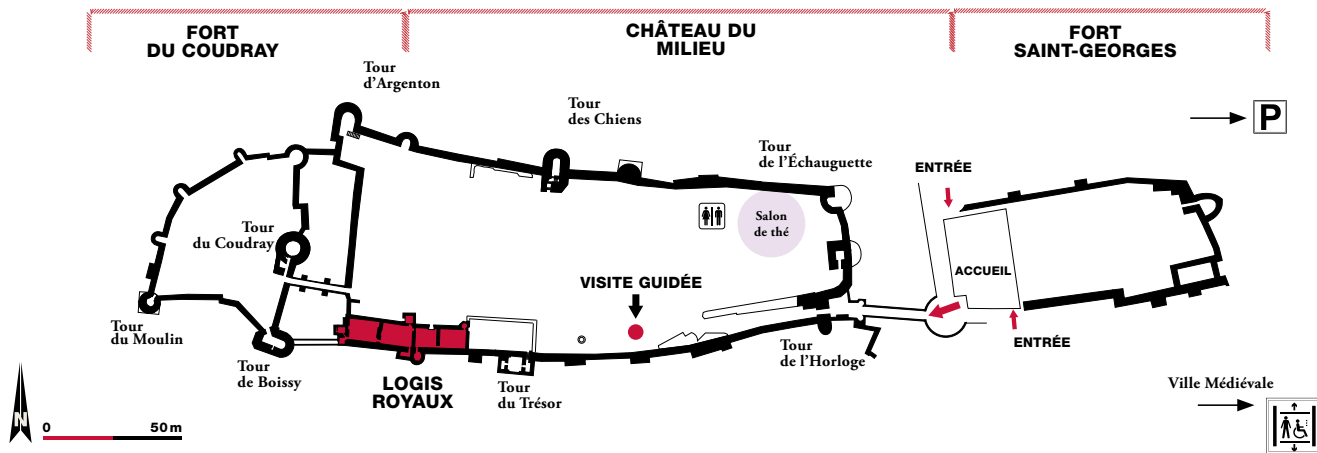 FORT
DU COUDRAY
CHÂTEAU DU
MILIEU
FORT
SAINT-GEORGES
Tour
d’Argenton
Tour
des Chiens
Tour
de l’Échauguette
P
ENTRÉE
Tour
du Coudray
Salon
de thé
ACCUEIL
VISITE GUIDÉE
Tour
du Moulin
Tour
de Boissy
LOGIS
ROYAUX
Tour
du Trésor
Tour
de l’Horloge
ENTRÉE
Ville Médiévale
N
0 50 m